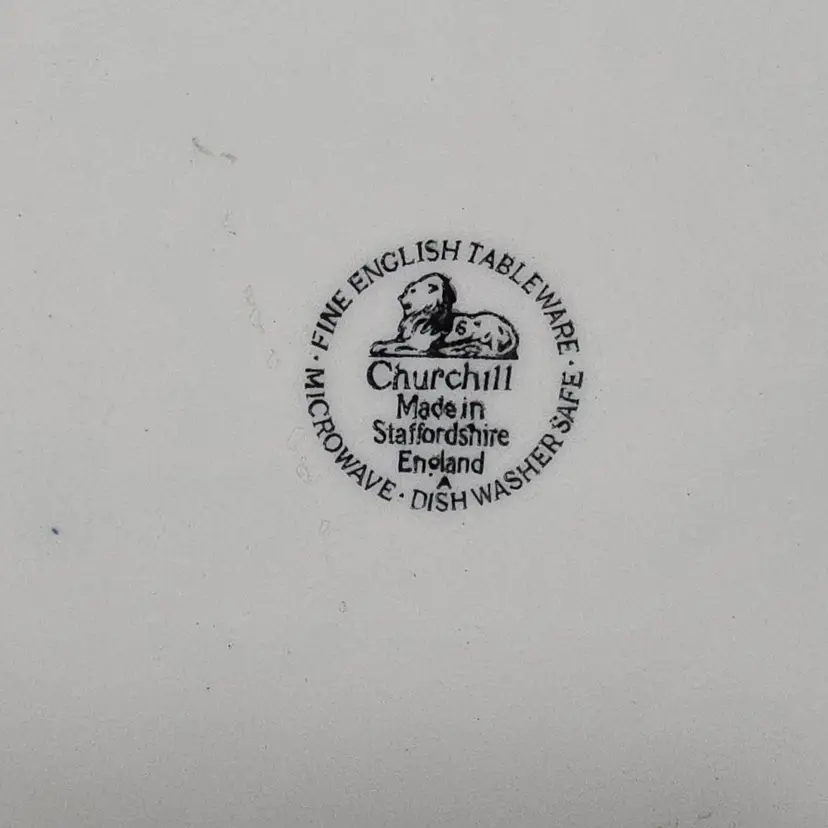 · FINE ENGLISH TABLEWARE ·
6
Churchill
Made in
Staffordshire
England
MICROWAVE · DISH WASHER SAFE ·